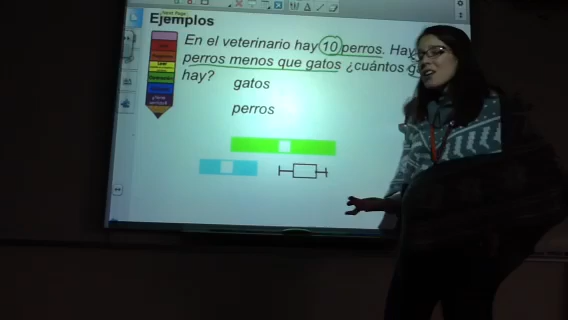 Ejemplos
En el veterinario hay 10 perros. Hay
perros menos que gatos ¿cuántos
hay?
gatos
perros